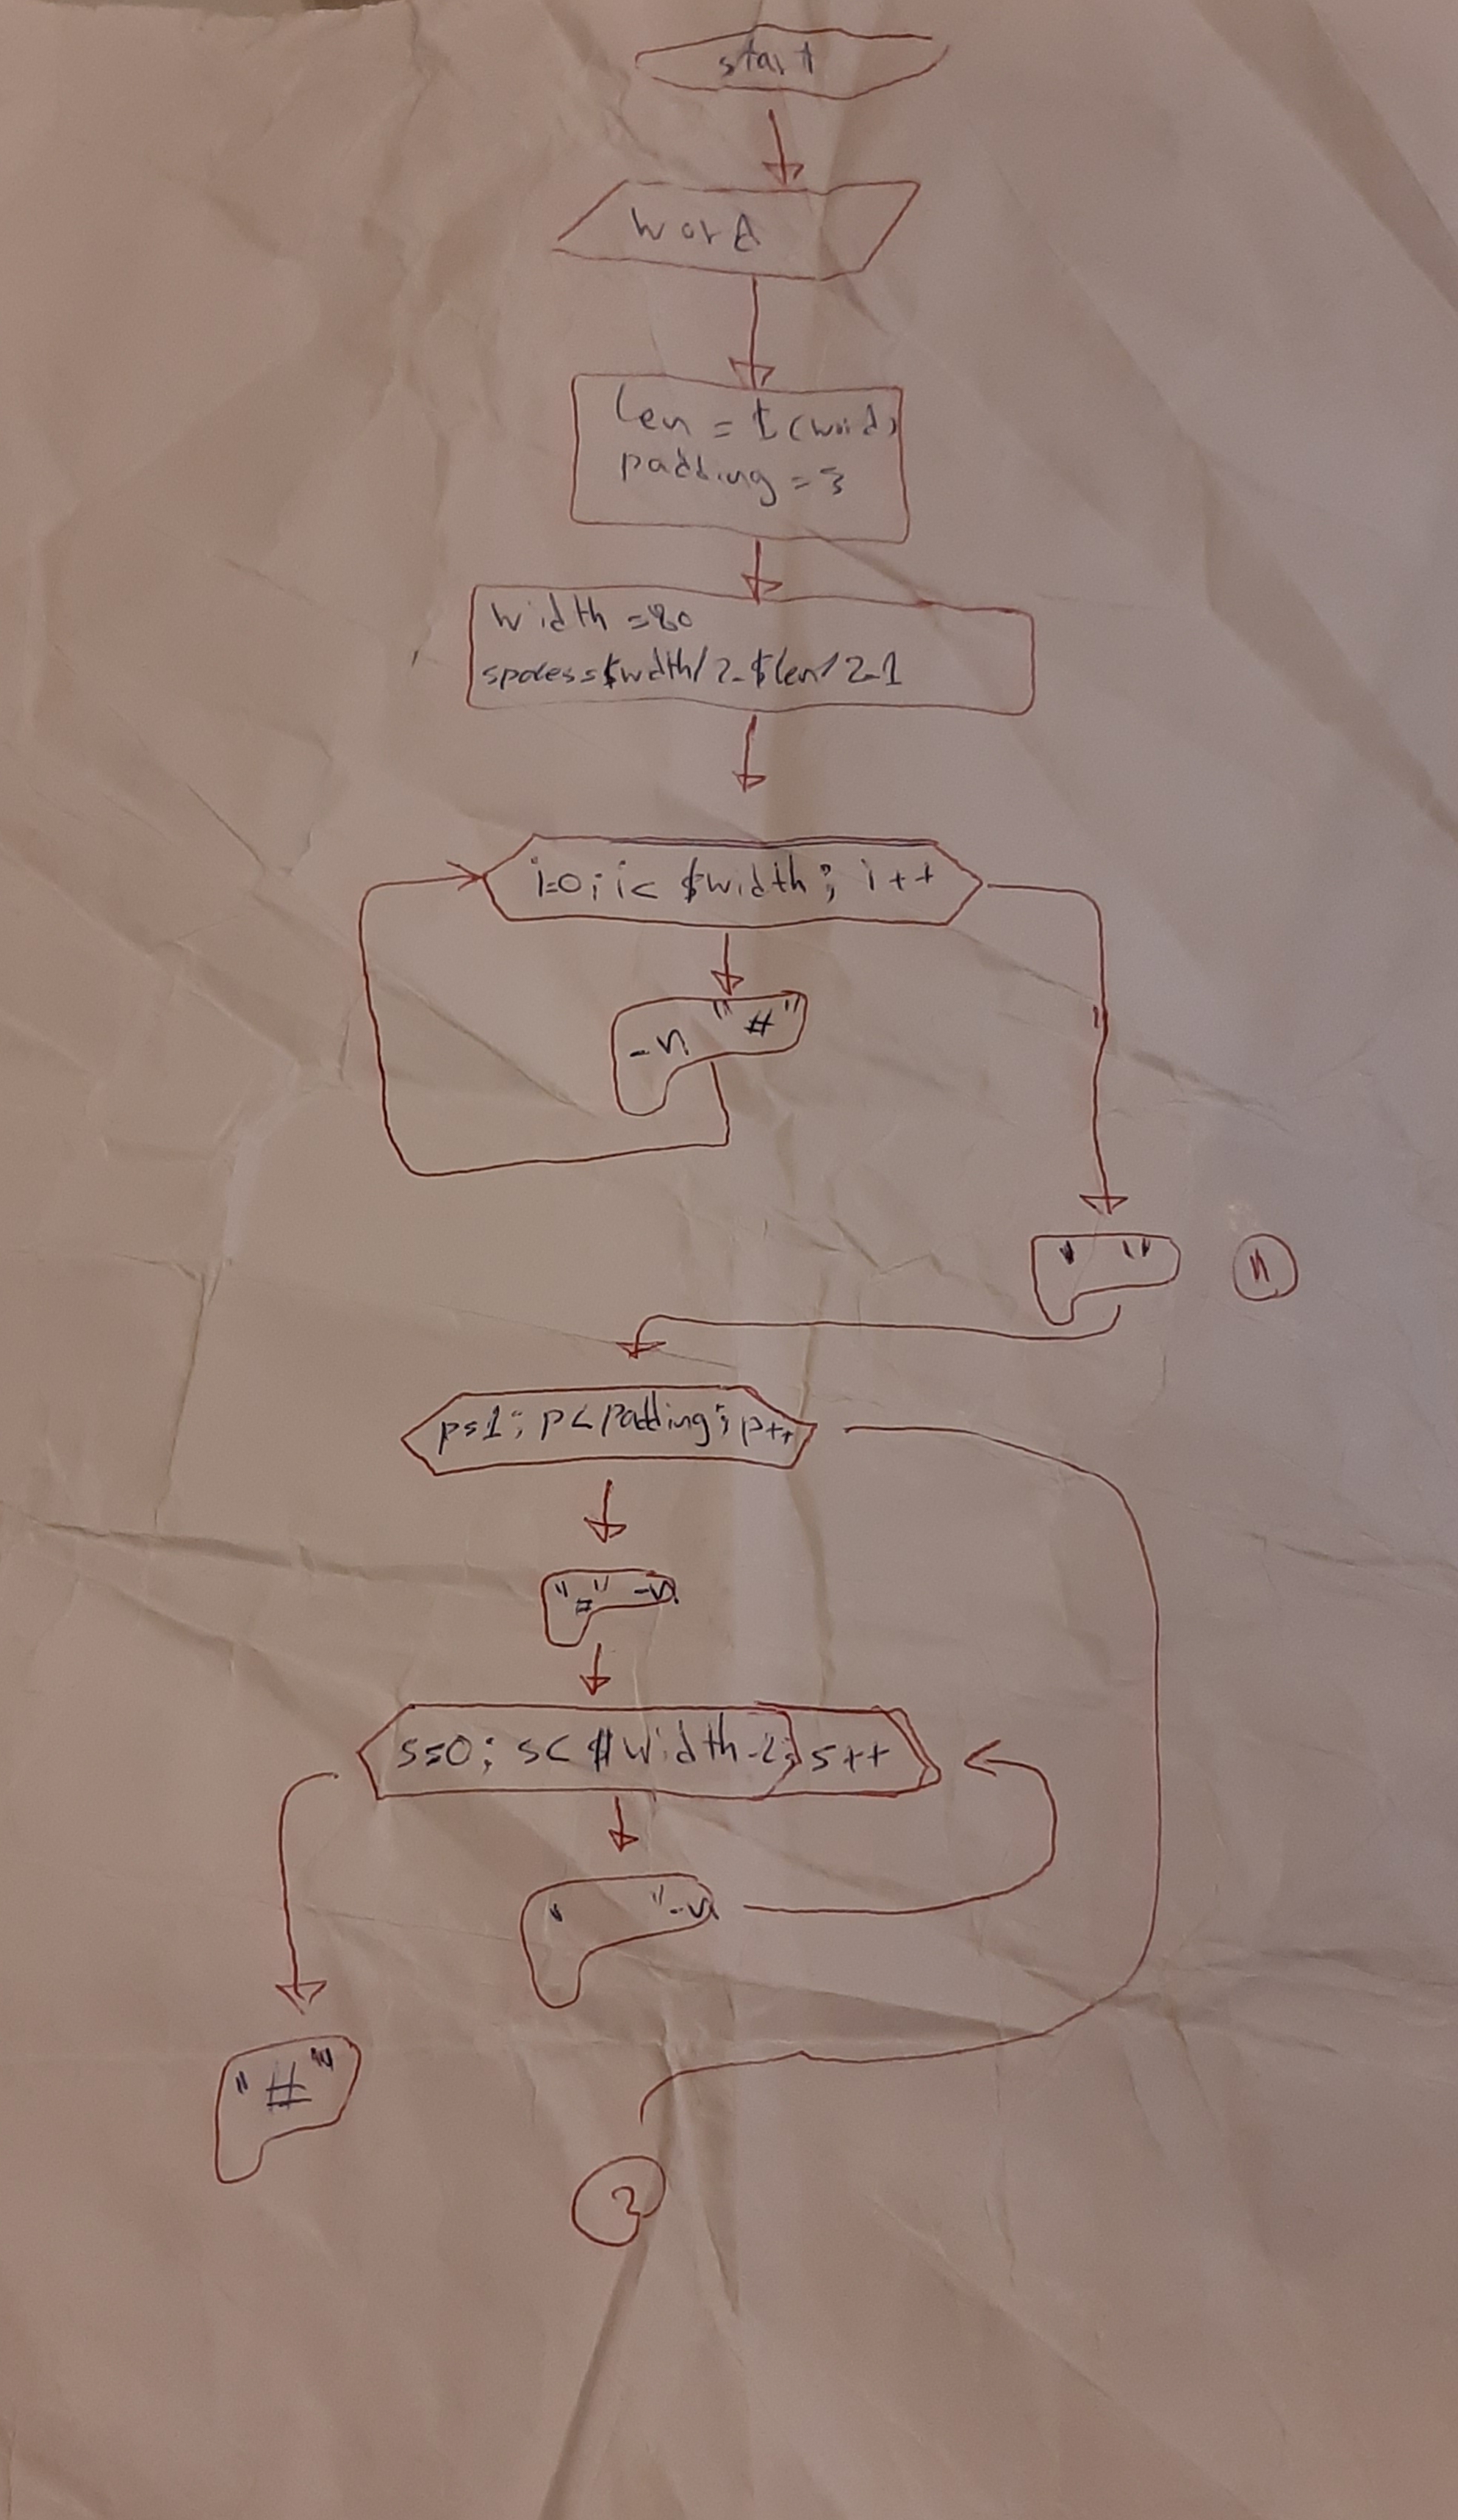 start
word
len = L(word)
padding = 3
width = 80
spaces = $width/2-$len/2-1
i=0; i< $width; i++
-n "#"
" "
n
p=1; p<padding; p++
"#" -n
s=0; s< #width-2; s++
" "-n
"#"
2